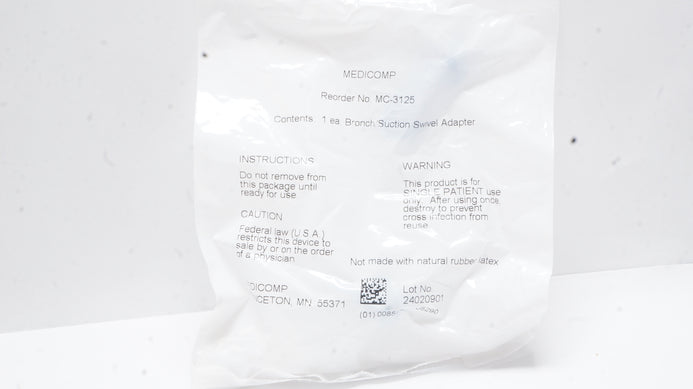 MEDICOMP
Reorder No. MC-3125
Contents: 1 ea. Bronch/Suction Swivel Adapter
INSTRUCTIONS
Do not remove from
this package until
ready for use.
CAUTION
Federal law (U.S.A.)
restricts this device to
sale by or on the order
of a physician.
WARNING
This product is for
SINGLE PATIENT use
only. After using once,
destroy to prevent
cross infection from
reuse.
Not made with natural rubber latex
DICOMP
NCETON, MN 55371
Lot No.
24020901
(01)